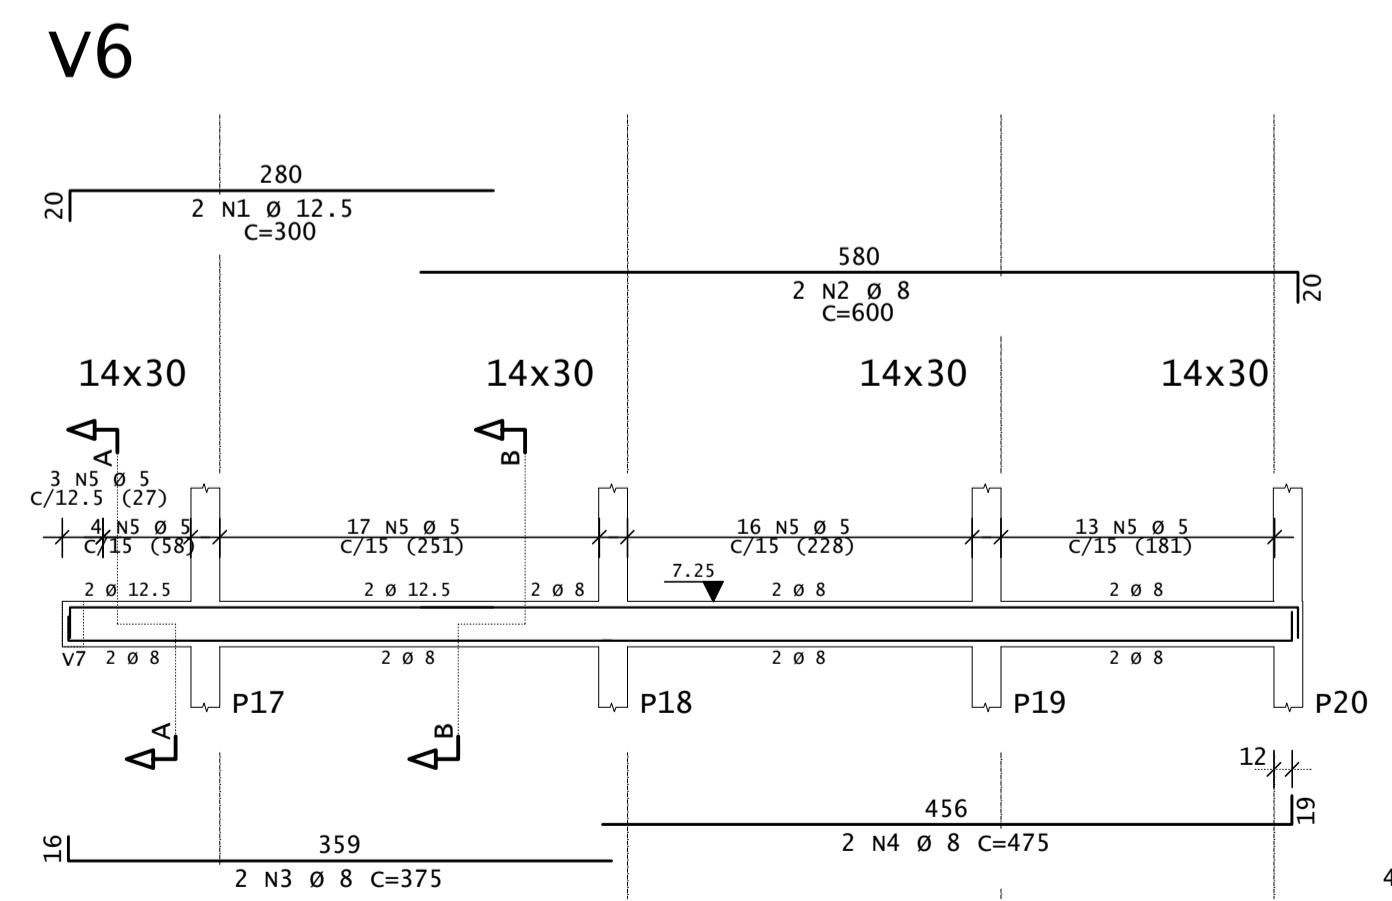 V6
280
20
2 N1 Ø 12.5
C=300
580
20
2 N2 Ø 8
C=600
14x30
14x30
14x30
14x30
A
B
3 N5 Ø 5
C/12.5 (27)
4 N5 Ø 5
C/15 (58)
17 N5 Ø 5
C/15 (251)
16 N5 Ø 5
C/15 (228)
13 N5 Ø 5
C/15 (181)
7.25
2 Ø 12.5
2 Ø 12.5
2 Ø 8
2 Ø 8
2 Ø 8
V7
2 Ø 8
2 Ø 8
2 Ø 8
2 Ø 8
P17
P18
P19
P20
A
B
12
456
19
2 N4 Ø 8 C=475
359
16
2 N3 Ø 8 C=375
4